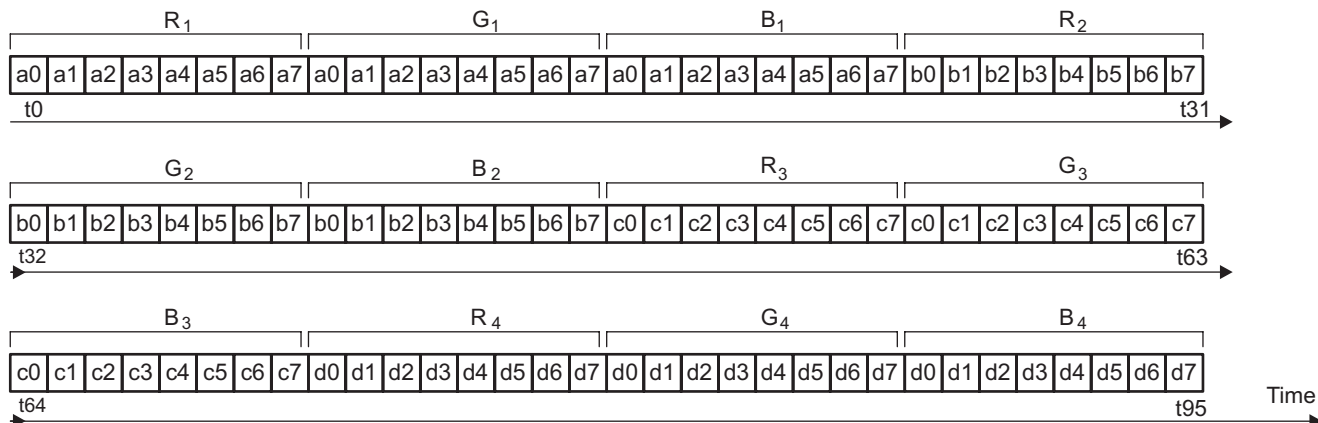 R1 G1 B1 R2
a0 a1 a2 a3 a4 a5 a6 a7 a0 a1 a2 a3 a4 a5 a6 a7 a0 a1 a2 a3 a4 a5 a6 a7 b0 b1 b2 b3 b4 b5 b6 b7
t0 t31
G2 B2 R3 G3
b0 b1 b2 b3 b4 b5 b6 b7 b0 b1 b2 b3 b4 b5 b6 b7 c0 c1 c2 c3 c4 c5 c6 c7 c0 c1 c2 c3 c4 c5 c6 c7
t32 t63
B3 R4 G4 B4
c0 c1 c2 c3 c4 c5 c6 c7 d0 d1 d2 d3 d4 d5 d6 d7 d0 d1 d2 d3 d4 d5 d6 d7 d0 d1 d2 d3 d4 d5 d6 d7
t64 t95 Time